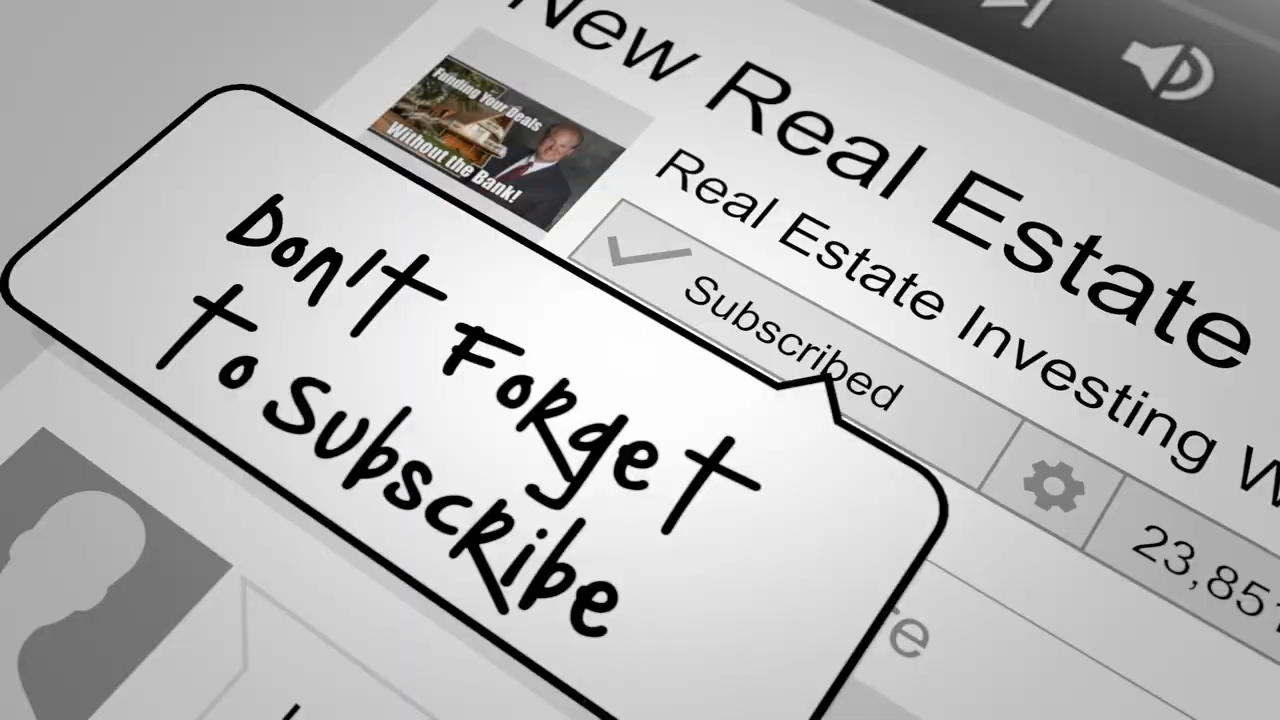 New Real Estate
Funding Your Deals
Without the Bank!
Real Estate Investing
Subscribed
23,851
Don't Forget
To Subscribe